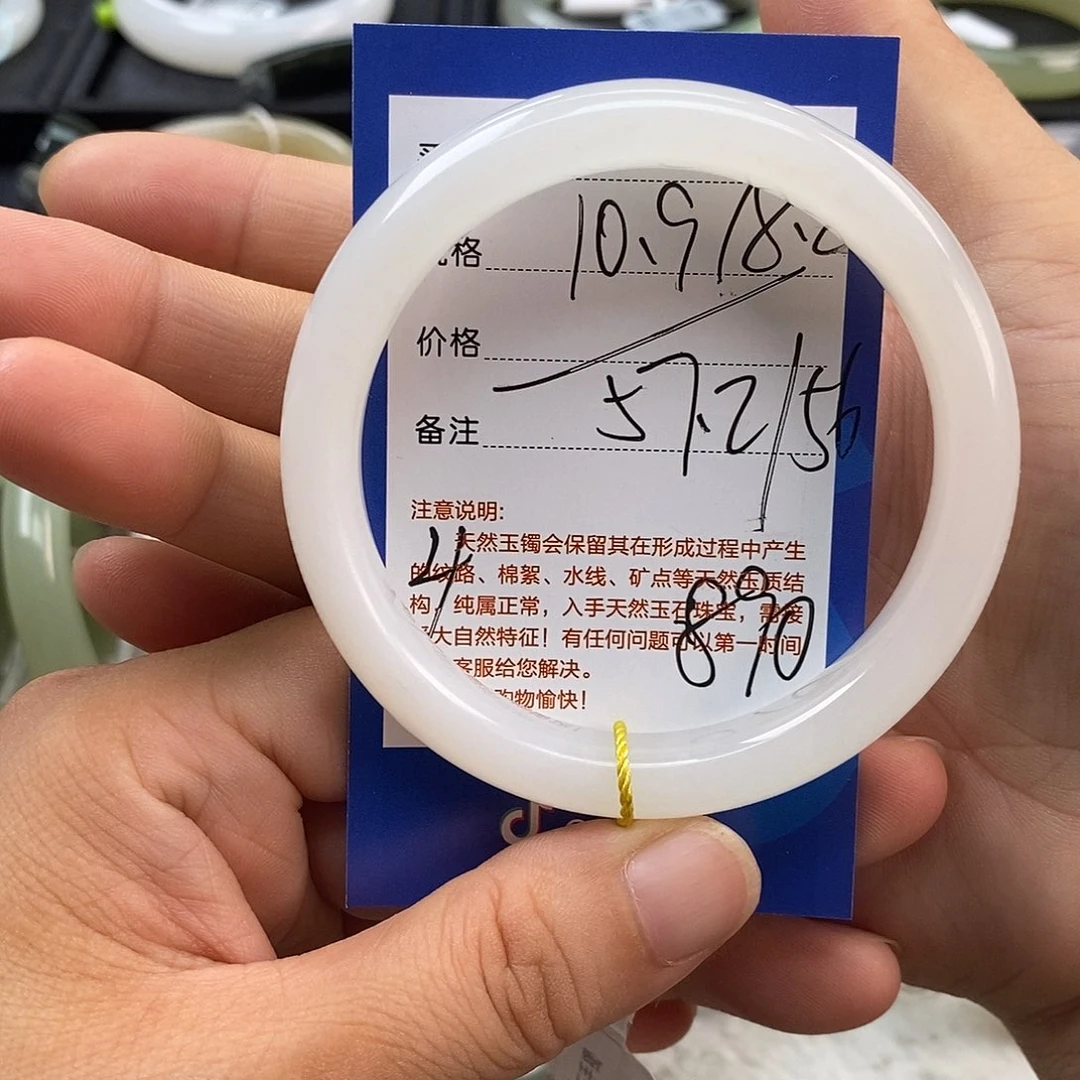 格 10.9/8.2
价格
备注 57.2/56
注意说明:
天然玉镯会保留其在形成过程中产生
的纹路、棉絮、水线、矿点等天然玉质结
构，纯属正常，入手天然玉石珠宝，需接
大自然特征！有任何问题可以第一时间
客服给您解决。
购物愉快！
4
890